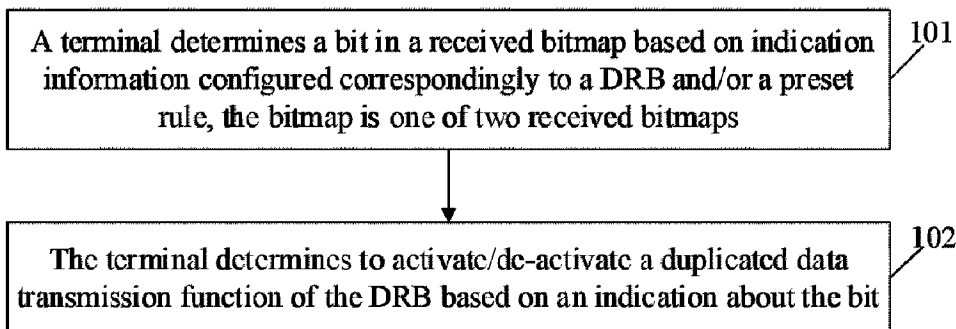 A terminal determines a bit in a received bitmap based on indication
information configured correspondingly to a DRB and/or a preset
rule, the bitmap is one of two received bitmaps
101
The terminal determines to activate/de-activate a duplicated data
transmission function of the DRB based on an indication about the bit
102